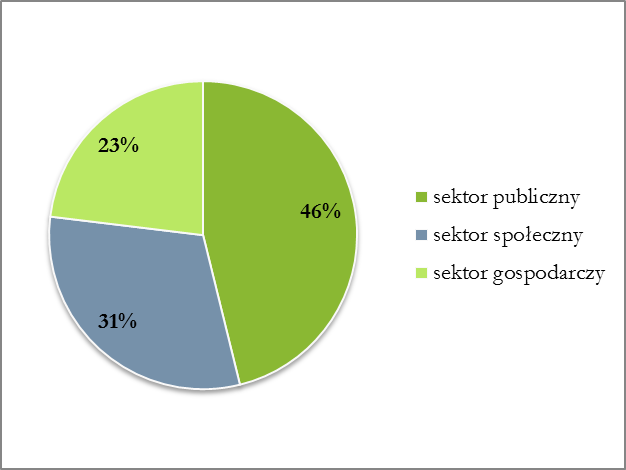 23%
46%
31%
sektor publiczny
sektor społeczny
sektor gospodarczy